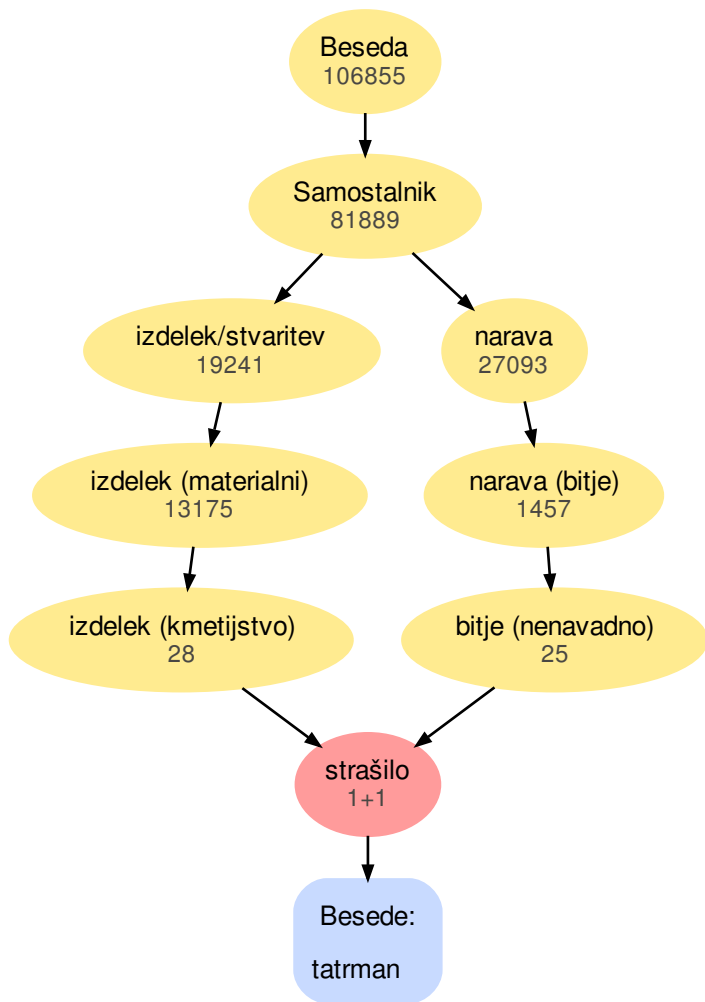 Beseda
106855
Samostalnik
81889
izdelek/stvaritev
19241
narava
27093
izdelek (materialni)
13175
narava (bitje)
1457
izdelek (kmetijstvo)
28
bitje (nenavadno)
25
strašilo
1+1
Besede:
tatrman